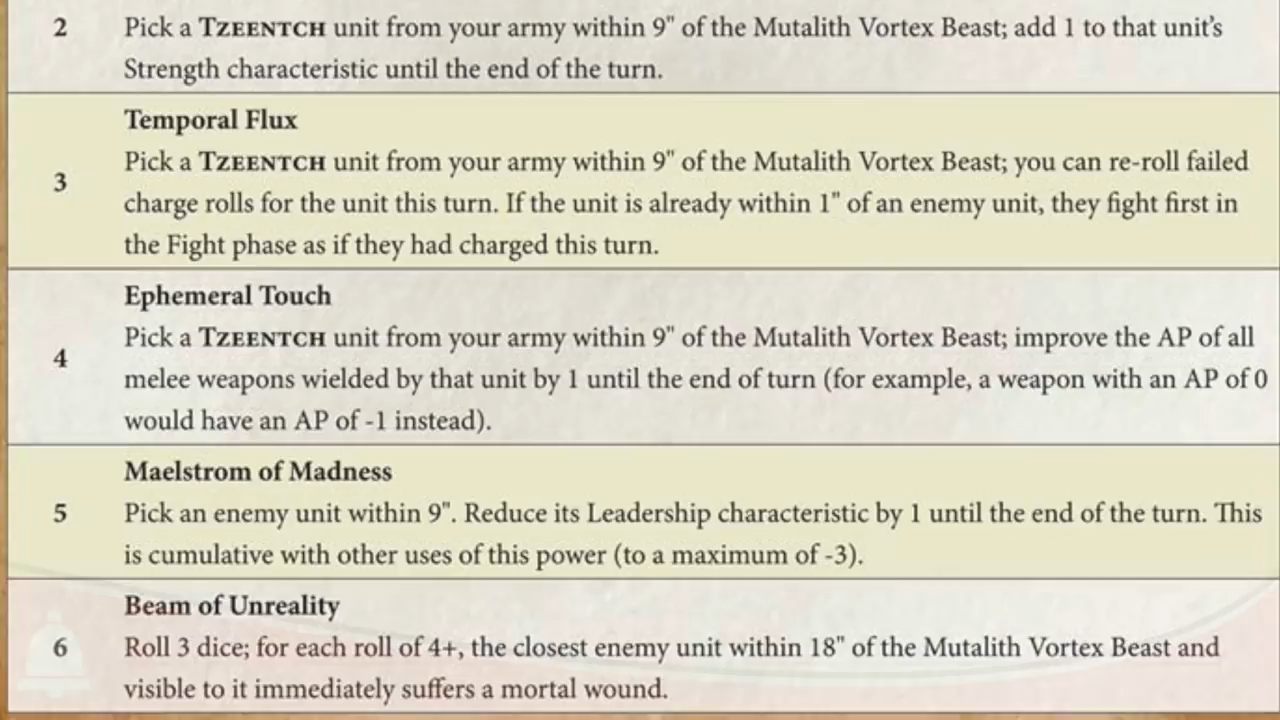 2 Pick a TZEENTCH unit from your army within 9" of the Mutalith Vortex Beast; add 1 to that unit's
Strength characteristic until the end of the turn.
Temporal Flux
3 Pick a TZEENTCH unit from your army within 9" of the Mutalith Vortex Beast; you can re-roll failed
charge rolls for the unit this turn. If the unit is already within 1" of an enemy unit, they fight first in
the Fight phase as if they had charged this turn.
Ephemeral Touch
4 Pick a TZEENTCH unit from your army within 9" of the Mutalith Vortex Beast; improve the AP of all
melee weapons wielded by that unit by 1 until the end of turn (for example, a weapon with an AP of 0
would have an AP of -1 instead).
Maelstrom of Madness
5 Pick an enemy unit within 9". Reduce its Leadership characteristic by 1 until the end of the turn. This
is cumulative with other uses of this power (to a maximum of -3).
Beam of Unreality
6 Roll 3 dice; for each roll of 4+, the closest enemy unit within 18" of the Mutalith Vortex Beast and
visible to it immediately suffers a mortal wound.